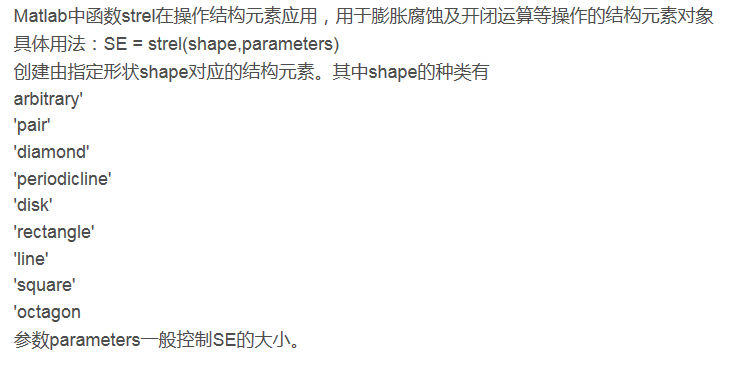 Matlab中函数strel在操作结构元素应用，用于膨胀腐蚀及开闭运算等操作的结构元素对象
具体用法：SE = strel(shape,parameters)
创建由指定形状shape对应的结构元素。其中shape的种类有
arbitrary'
'pair'
'diamond'
'periodicline'
'disk'
'rectangle'
'line'
'square'
'octagon
参数parameters一般控制SE的大小。